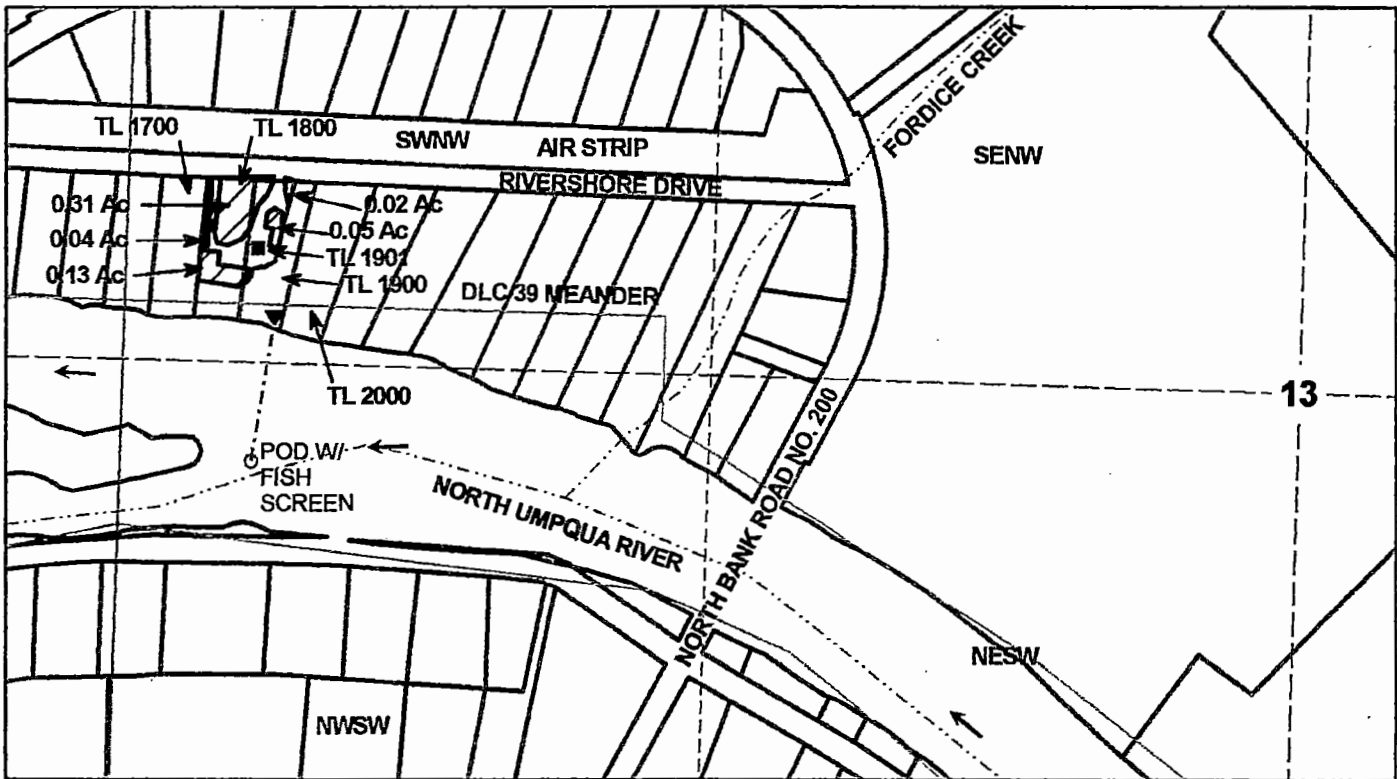 FORDICE CREEK
TL 1700
TL 1800
SWNW
AIR STRIP
SENW
RIVERSHORE DRIVE
0.31 Ac
0.02 Ac
0.04 Ac
0.05 Ac
TL 1901
0.13 Ac
TL 1900
DLC 39 MEANDER
TL 2000
13
POD W/
FISH
SCREEN
NORTH UMPQUA RIVER
NORTH BANK ROAD NO. 200
NESW
NWSW